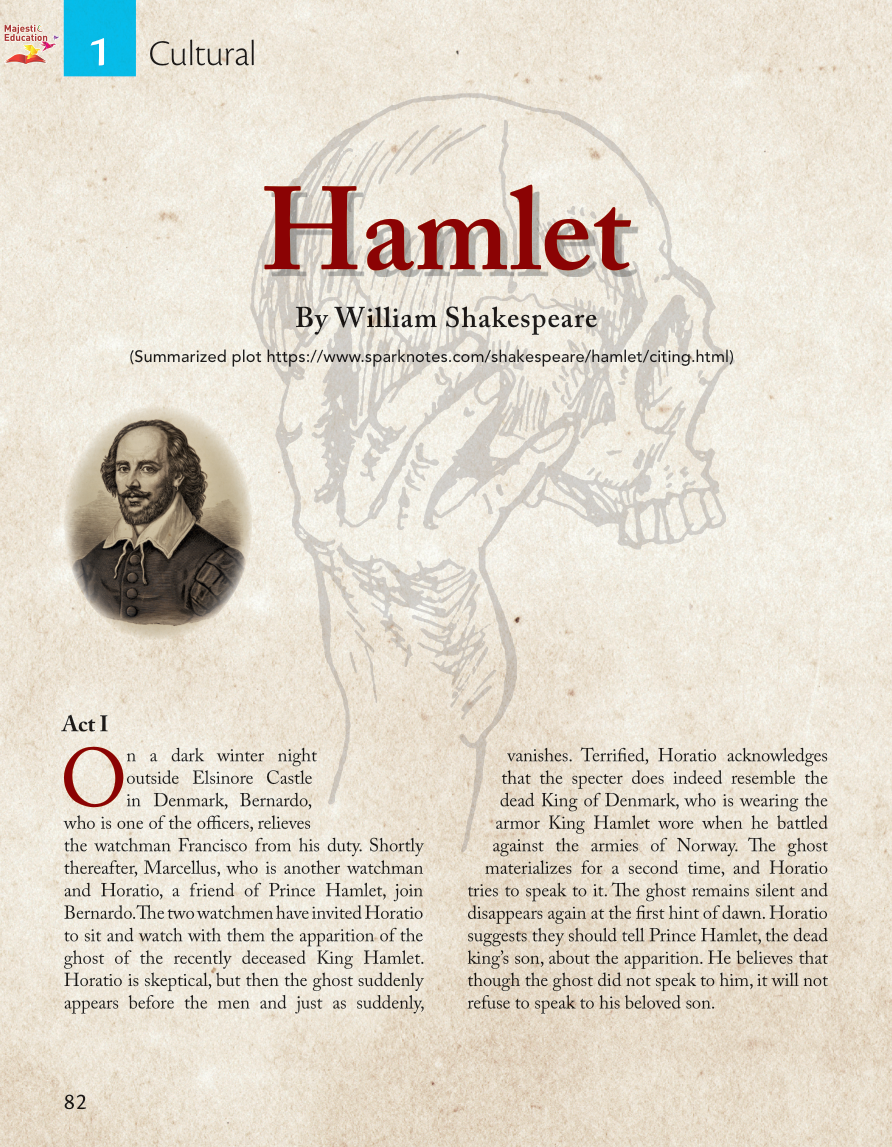 Majestic
Education
1
Cultural
Hamlet
By William Shakespeare
(Summarized plot https://www.sparknotes.com/shakespeare/hamlet/citing.html)
Act I
On a dark winter night
outside Elsinore Castle
in Denmark, Bernardo,
who is one of the officers, relieves
the watchman Francisco from his duty. Shortly
thereafter, Marcellus, who is another watchman
and Horatio, a friend of Prince Hamlet, join
Bernardo. The two watchmen have invited Horatio
to sit and watch with them the apparition of the
ghost of the recently deceased King Hamlet.
Horatio is skeptical, but then the ghost suddenly
appears before the men and just as suddenly,
vanishes. Terrified, Horatio acknowledges
that the specter does indeed resemble the
dead King of Denmark, who is wearing the
armor King Hamlet wore when he battled
against the armies of Norway. The ghost
materializes for a second time, and Horatio
tries to speak to it. The ghost remains silent and
disappears again at the first hint of dawn. Horatio
suggests they should tell Prince Hamlet, the dead
king’s son, about the apparition. He believes that
though the ghost did not speak to him, it will not
refuse to speak to his beloved son.
82